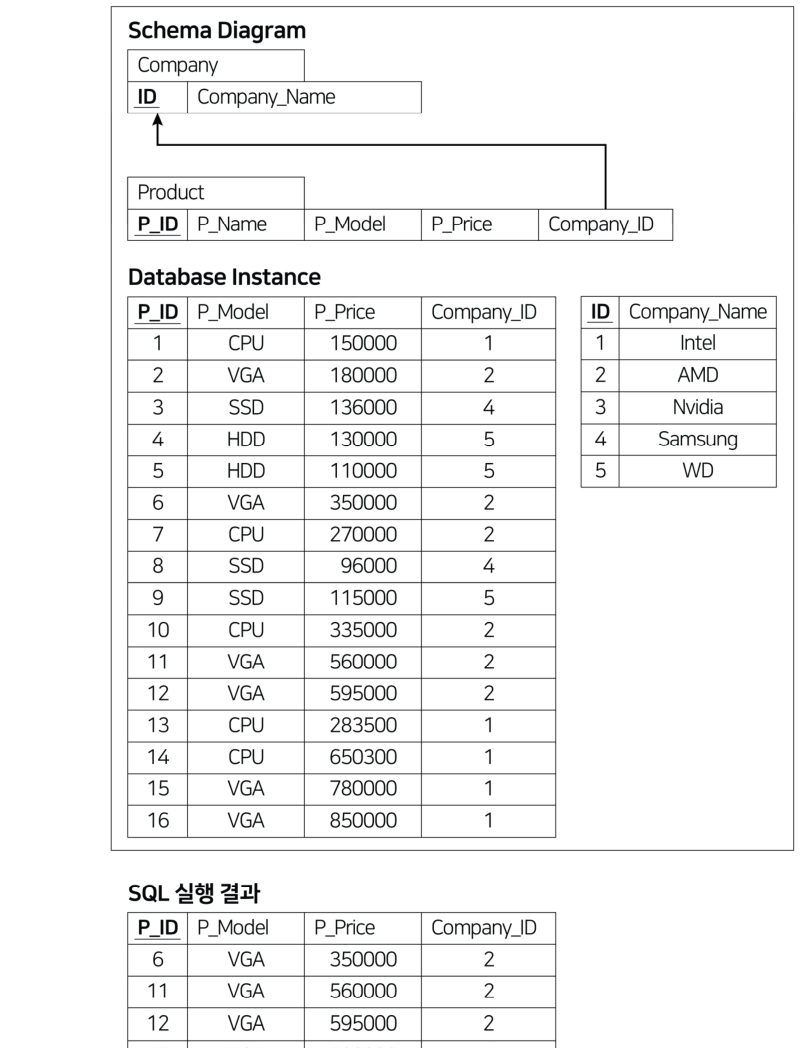 Schema Diagram
Company
ID Company_Name
Product
P_ID P_Name P_Model P_Price Company_ID
Database Instance
P_ID P_Model P_Price Company_ID
1 CPU 150000 1
2 VGA 180000 2
3 SSD 136000 4
4 HDD 130000 5
5 HDD 110000 5
6 VGA 350000 2
7 CPU 270000 2
8 SSD 96000 4
9 SSD 115000 5
10 CPU 335000 2
11 VGA 560000 2
12 VGA 595000 2
13 CPU 283500 1
14 CPU 650300 1
15 VGA 780000 1
16 VGA 850000 1
ID Company_Name
1 Intel
2 AMD
3 Nvidia
4 Samsung
5 WD
SQL 실행 결과
P_ID P_Model P_Price Company_ID
6 VGA 350000 2
11 VGA 560000 2
12 VGA 595000 2